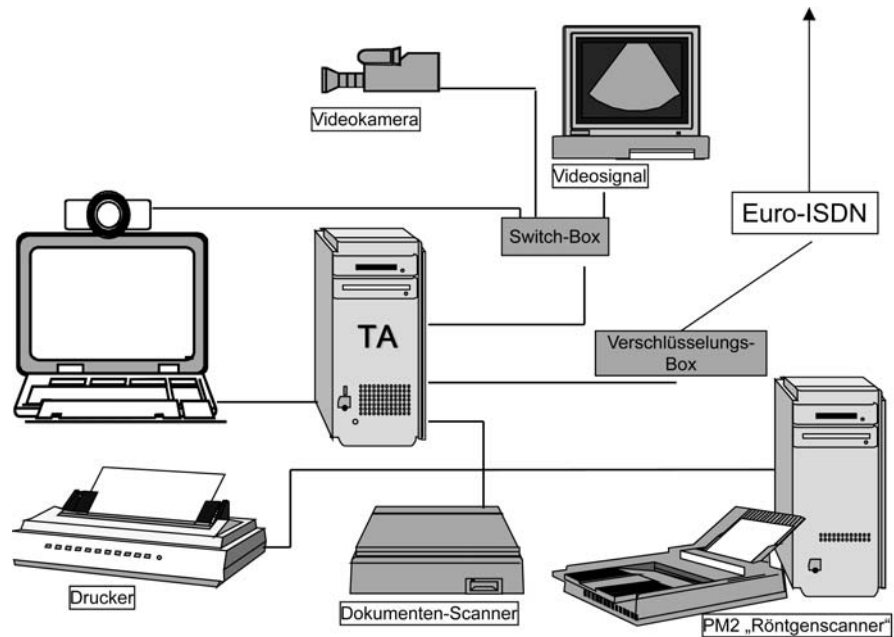 Videokamera
Videosignal
Euro-ISDN
Switch-Box
TA
Verschlüsselungs-
Box
Drucker
Dokumenten-Scanner
PM2 „Röntgenscanner“